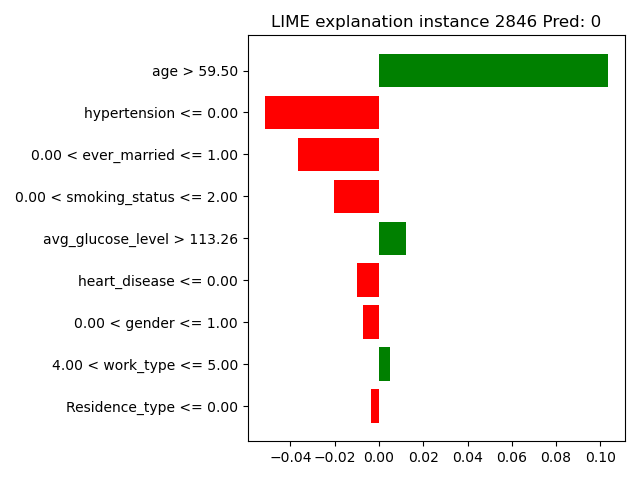 LIME explanation instance 2846 Pred: 0
age > 59.50
hypertension <= 0.00
0.00 < ever_married <= 1.00
0.00 < smoking_status <= 2.00
avg_glucose_level > 113.26
heart_disease <= 0.00
0.00 < gender <= 1.00
4.00 < work_type <= 5.00
Residence_type <= 0.00
−0.04 −0.02 0.00 0.02 0.04 0.06 0.08 0.10